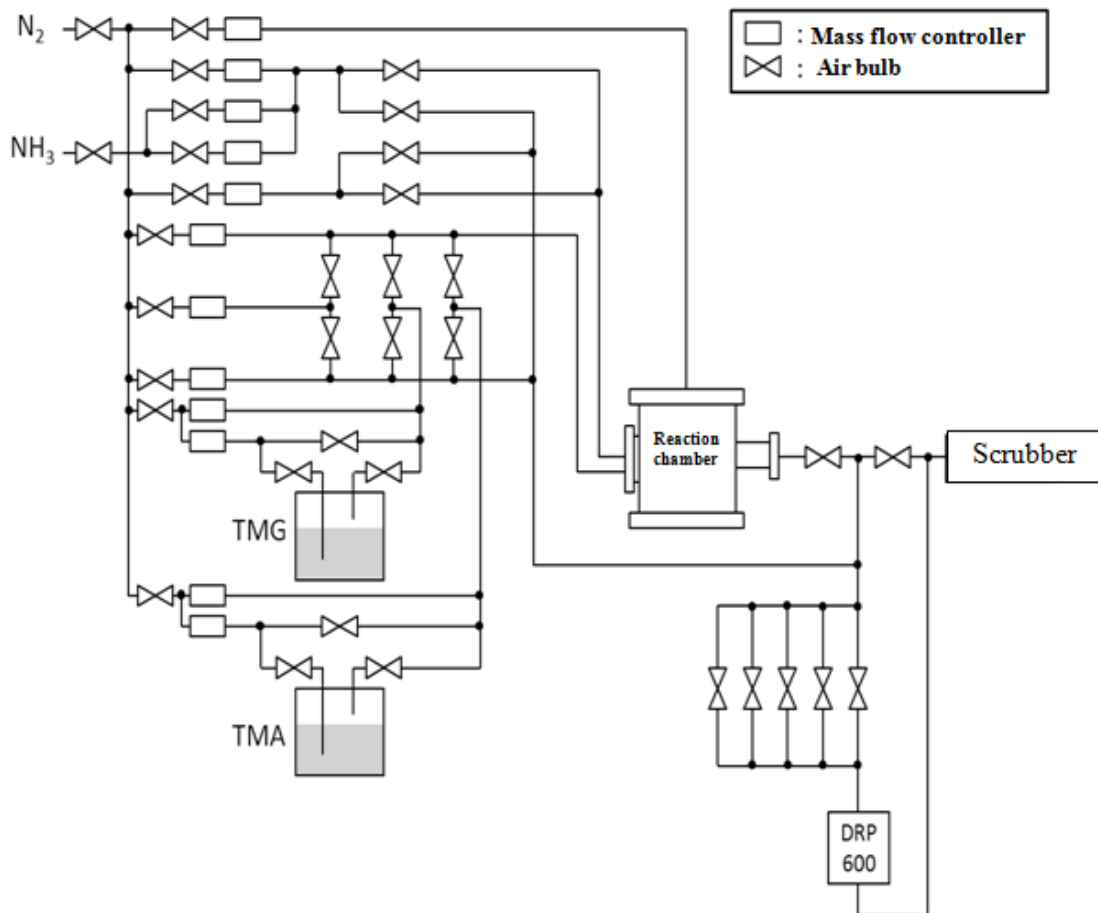 N₂
: Mass flow controller
: Air bulb
NH₃
Reaction
chamber
Scrubber
TMG
TMA
DRP
600